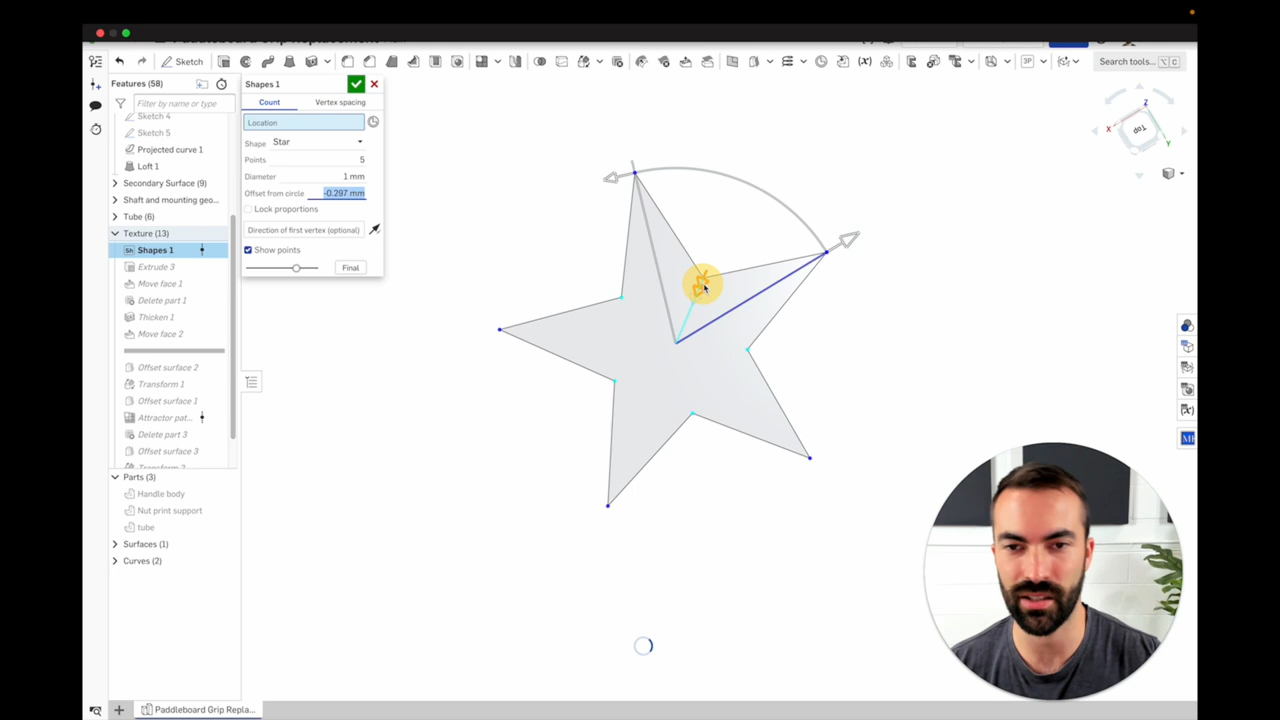 Sketch
Search tools...
Features (58)
Filter by name or type
Sketch 4
Sketch 5
Projected curve 1
Loft 1
Secondary Surface (9)
Shaft and mounting geo...
Tube (6)
Texture (13)
Shapes 1
Extrude 3
Move face 1
Delete part 1
Thicken 1
Move face 2
Offset surface 2
Transform 1
Offset surface 1
Attractor pat...
Delete part 3
Offset surface 3
Parts (3)
Handle body
Nut print support
tube
Surfaces (1)
Curves (2)
Shapes 1
Count
Vertex spacing
Location
Shape Star
Points 5
Diameter 1 mm
Offset from circle -0.297 mm
Lock proportions
Direction of first vertex (optional)
Show points
Final
Z
Top
X
Y
Paddleboard Grip Repla...